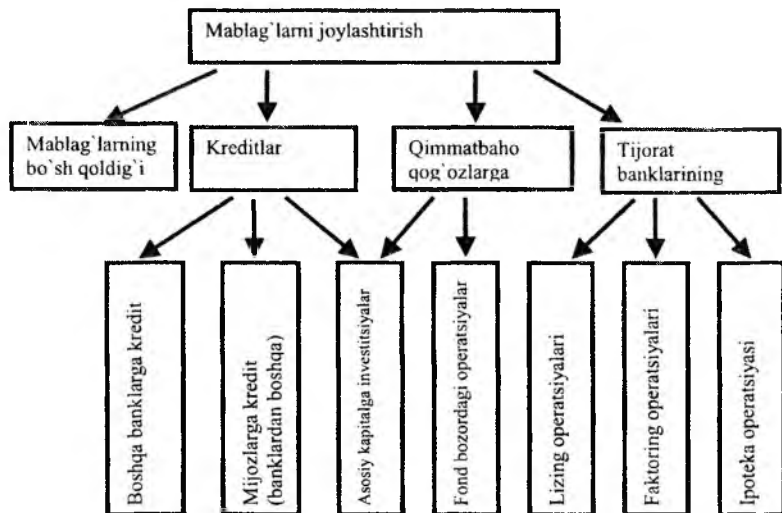 Mablag`larni joylashtirish
Mablag`larning
bo`sh qoldig`i
Kreditlar
Qimmatbaho
qog`ozlarga
Tijorat
banklarining
Boshqa banklarga kredit
Mijozlarga kredit
(banklardan boshqa)
Asosiy kapitalga investitsiyalar
Fond bozordagi operatsiyalar
Lizing operatsiyalari
Faktoring operatsiyalari
Ipoteka operatsiyasi